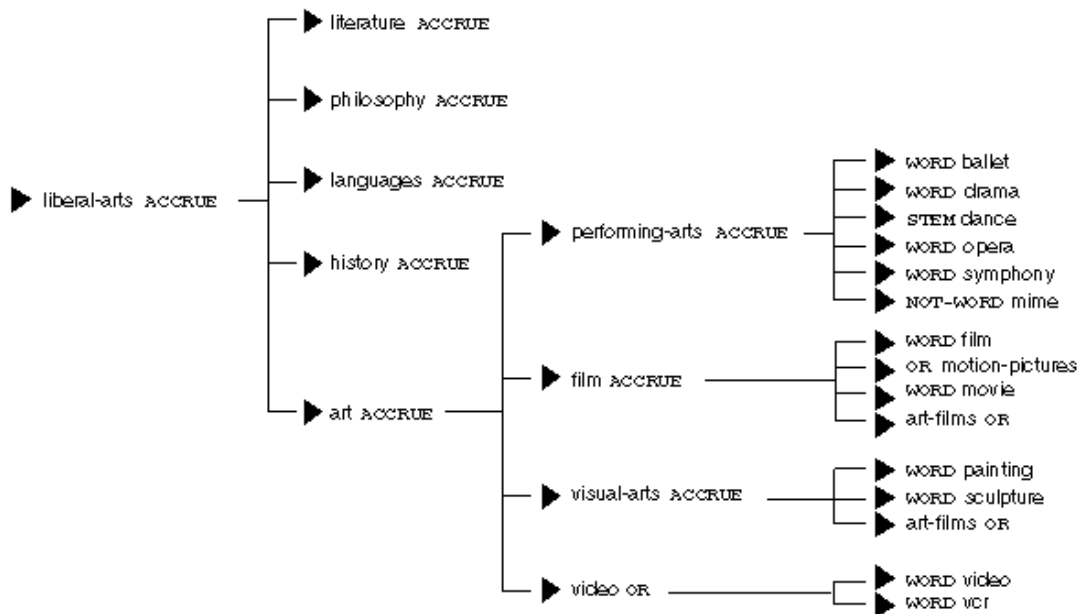 liberal-arts ACCRUE
literature ACCRUE
philosophy ACCRUE
languages ACCRUE
history ACCRUE
art ACCRUE
performing-arts ACCRUE
WORD ballet
WORD drama
STEM dance
WORD opera
WORD symphony
NOT-WORD mime
film ACCRUE
WORD film
OR motion-pictures
WORD movie
art-films OR
visual-arts ACCRUE
WORD painting
WORD sculpture
art-films OR
video OR
WORD video
WORD vcr